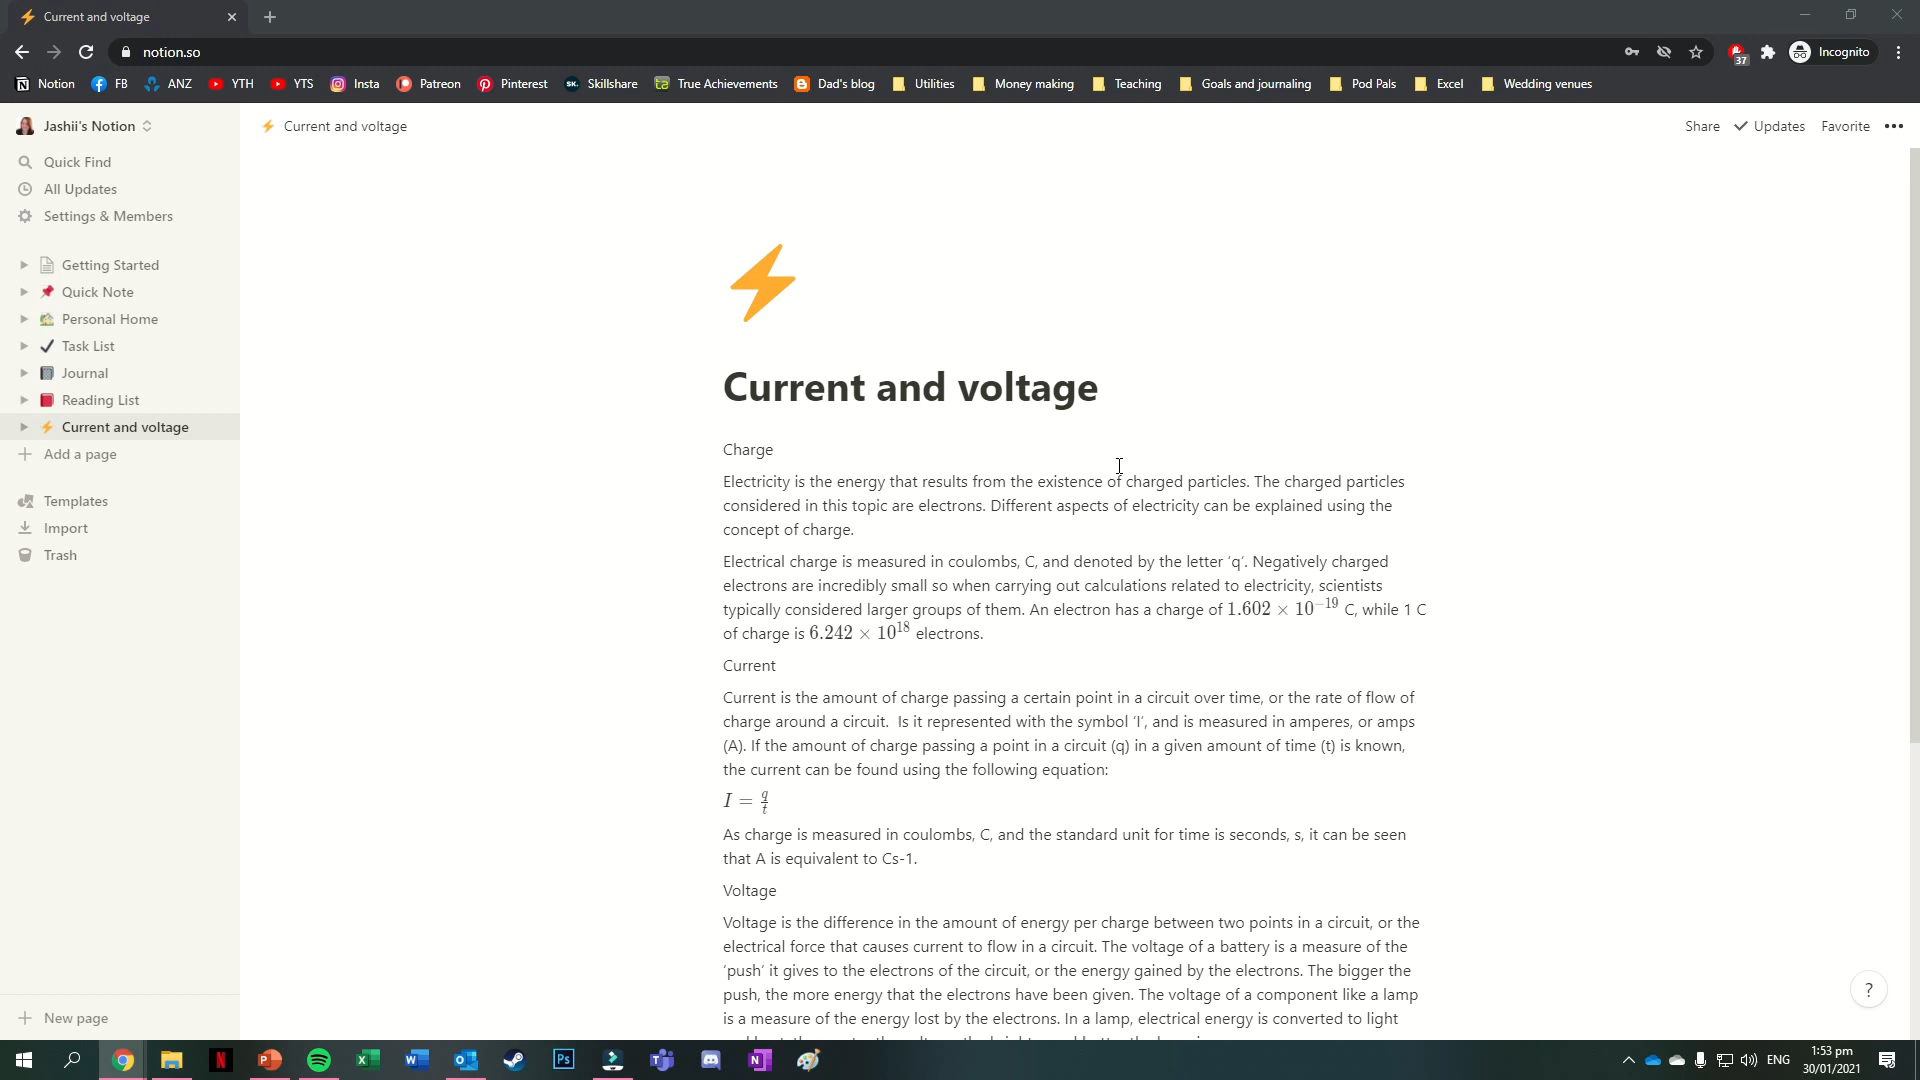 Current and voltage
notion.so
37
Incognito
Notion FB ANZ YTH YTS Insta Patreon Pinterest Skillshare True Achievements Dad's blog Utilities Money making Teaching Goals and journaling Pod Pals Excel Wedding venues
Jashii's Notion
Current and voltage
Share Updates Favorite
Quick Find
All Updates
Settings & Members
Getting Started
Quick Note
Personal Home
Task List
Journal
Reading List
Current and voltage
Add a page
Templates
Import
Trash
New page
Current and voltage
Charge
Electricity is the energy that results from the existence of charged particles. The charged particles
considered in this topic are electrons. Different aspects of electricity can be explained using the
concept of charge.
Electrical charge is measured in coulombs, C, and denoted by the letter ‘q’. Negatively charged
electrons are incredibly small so when carrying out calculations related to electricity, scientists
typically considered larger groups of them. An electron has a charge of 1.602 × 10⁻¹⁹ C, while 1 C
of charge is 6.242 × 10¹⁸ electrons.
Current
Current is the amount of charge passing a certain point in a circuit over time, or the rate of flow of
charge around a circuit.  Is it represented with the symbol ‘I’, and is measured in amperes, or amps
(A). If the amount of charge passing a point in a circuit (q) in a given amount of time (t) is known,
the current can be found using the following equation:
I = q/t
As charge is measured in coulombs, C, and the standard unit for time is seconds, s, it can be seen
that A is equivalent to Cs-1.
Voltage
Voltage is the difference in the amount of energy per charge between two points in a circuit, or the
electrical force that causes current to flow in a circuit. The voltage of a battery is a measure of the
‘push’ it gives to the electrons of the circuit, or the energy gained by the electrons. The bigger the
push, the more energy that the electrons have been given. The voltage of a component like a lamp
is a measure of the energy lost by the electrons. In a lamp, electrical energy is converted to light
?
ENG
1:53 pm
30/01/2021